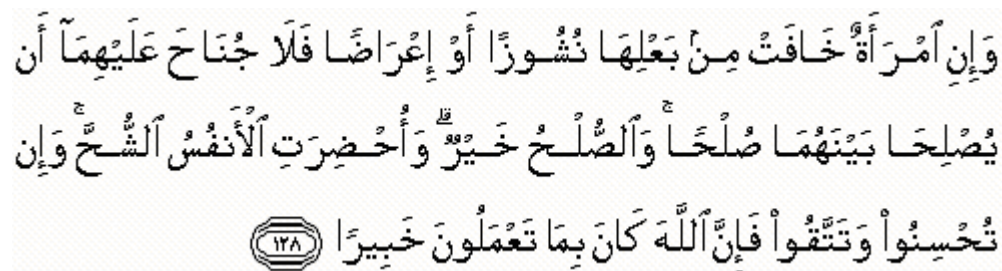 وَإِنِ ٱمْرَأَةٌ خَافَتْ مِنۢ بَعْلِهَا نُشُوزًا أَوْ إِعْرَاضًا فَلَا جُنَاحَ عَلَيْهِمَآ أَن
يُصْلِحَا بَيْنَهُمَا صُلْحًا ۚ وَٱلصُّلْحُ خَيْرٌ ۗ وَأُحْضِرَتِ ٱلْأَنفُسُ ٱلشُّحَّ ۚ وَإِن
تُحْسِنُوا۟ وَتَتَّقُوا۟ فَإِنَّ ٱللَّهَ كَانَ بِمَا تَعْمَلُونَ خَبِيرًا ۝١٢٨